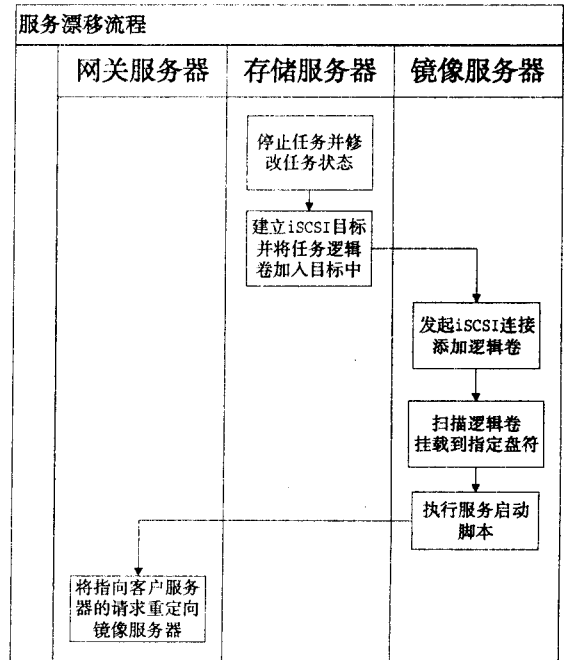 服务漂移流程
网关服务器
存储服务器
镜像服务器
停止任务并修
改任务状态
建立iSCSI目标
并将任务逻辑
卷加入目标中
发起iSCSI连接
添加逻辑卷
扫描逻辑卷
挂载到指定盘符
执行服务启动
脚本
将指向客户服务
器的请求重定向
镜像服务器